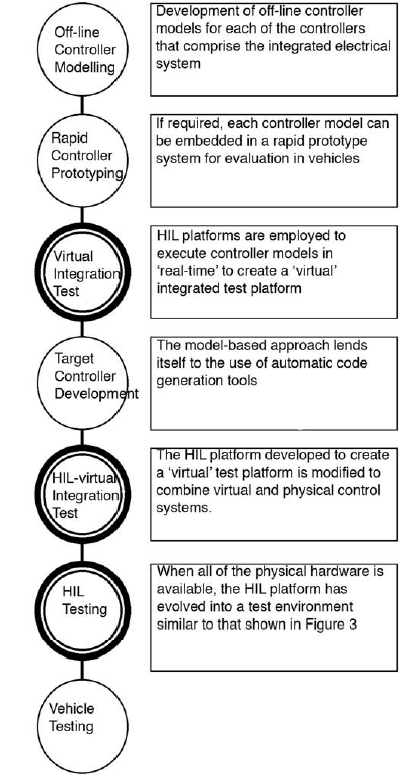 Off-line
Controller
Modelling
Development of off-line controller
models for each of the controllers
that comprise the integrated electrical
system
Rapid
Controller
Prototyping
If required, each controller model can
be embedded in a rapid prototype
system for evaluation in vehicles
Virtual
Integration
Test
HIL platforms are employed to
execute controller models in
‘real-time’ to create a ‘virtual’
integrated test platform
Target
Controller
Development
The model-based approach lends
itself to the use of automatic code
generation tools
HIL-virtual
Integration
Test
The HIL platform developed to create
a ‘virtual’ test platform is modified to
combine virtual and physical control
systems.
HIL
Testing
When all of the physical hardware is
available, the HIL platform has
evolved into a test environment
similar to that shown in Figure 3
Vehicle
Testing